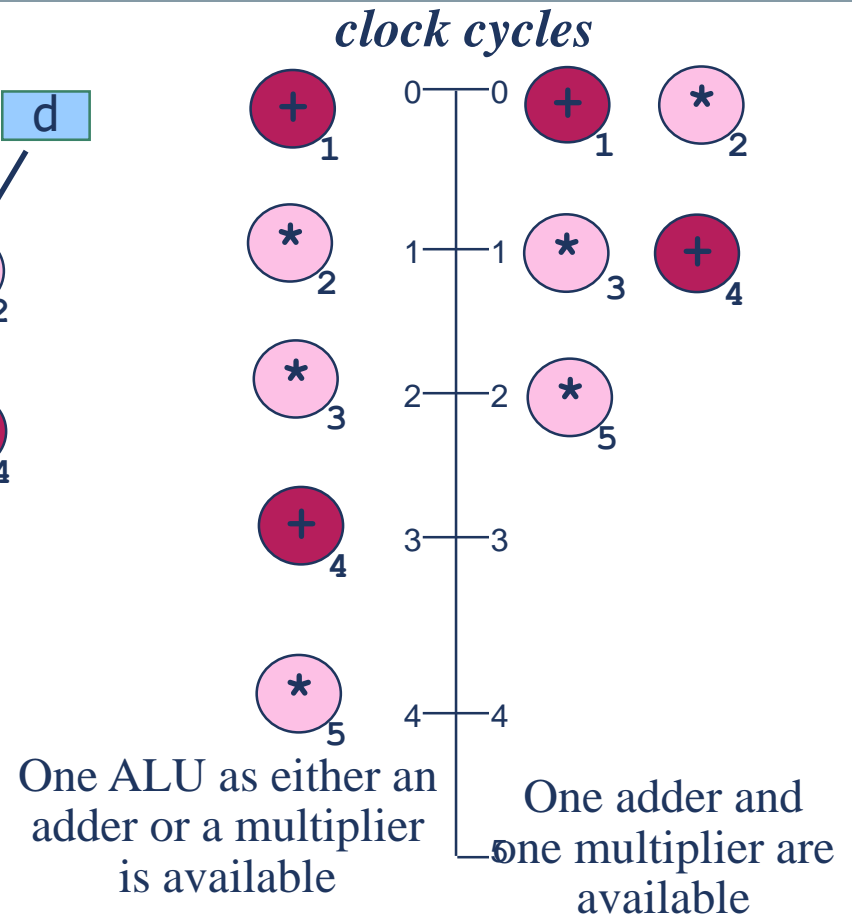 clock cycles
d
0 0
+ 1
+ 1
* 2
2
* 2
1 1
* 3
+ 4
* 3
2 2
* 5
4
+ 4
3 3
* 5
4 4
One ALU as either an
adder or a multiplier
is available
5
One adder and
one multiplier are
available